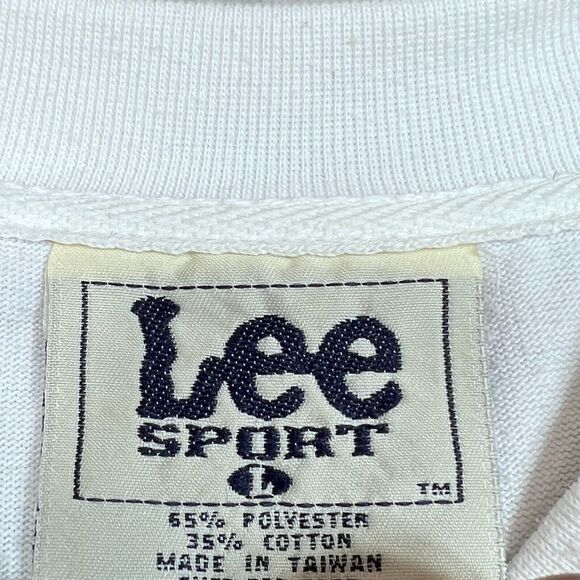 Lee
SPORT
L
TM
65% POLYESTER
35% COTTON
MADE IN TAIWAN